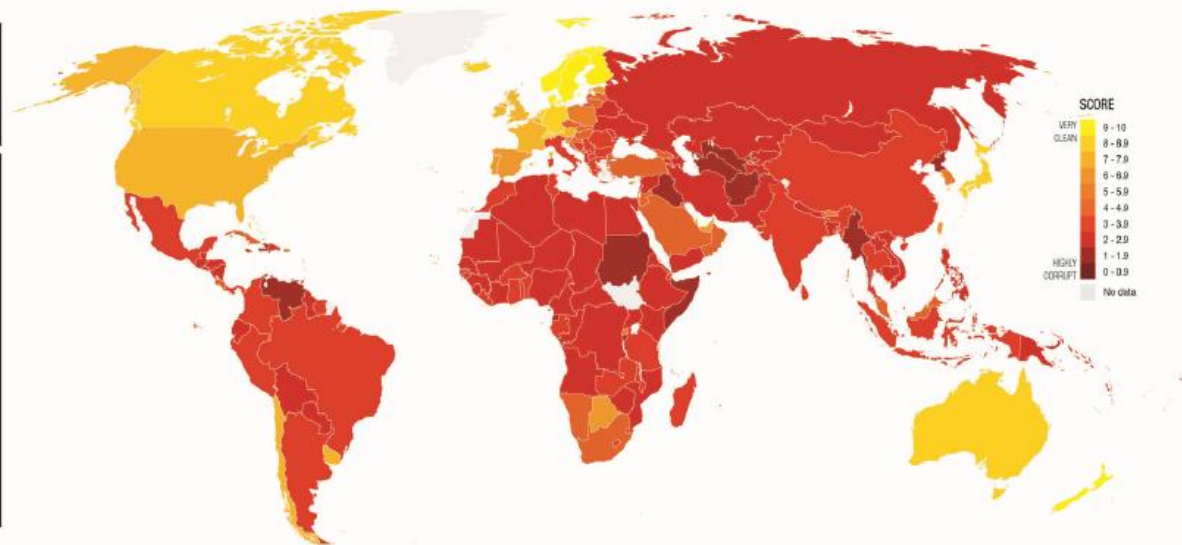 SCORE
VERY CLEAN
9 - 10
8 - 8.9
7 - 7.9
6 - 6.9
5 - 5.9
4 - 4.9
3 - 3.9
2 - 2.9
1 - 1.9
HIGHLY CORRUPT
0 - 0.9
No data